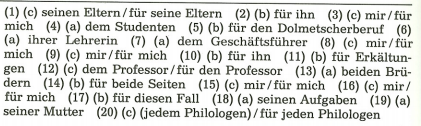 (1) (c) seinen Eltern/für seine Eltern (2) (b) für ihn (3) (c) mir/für
mich (4) (a) dem Studenten (5) (b) für den Dolmetscherberuf (6)
(a) ihrer Lehrerin (7) (a) dem Geschäftsführer (8) (c) mir/für
mich (9) (c) mir/für mich (10) (b) für ihn (11) (b) für Erkältun-
gen (12) (c) dem Professor/für den Professor (13) (a) beiden Brü-
dern (14) (b) für beide Seiten (15) (c) mir/für mich (16) (c) mir/
für mich (17) (b) für diesen Fall (18) (a) seinen Aufgaben (19) (a)
seiner Mutter (20) (c) (jedem Philologen)/für jeden Philologen